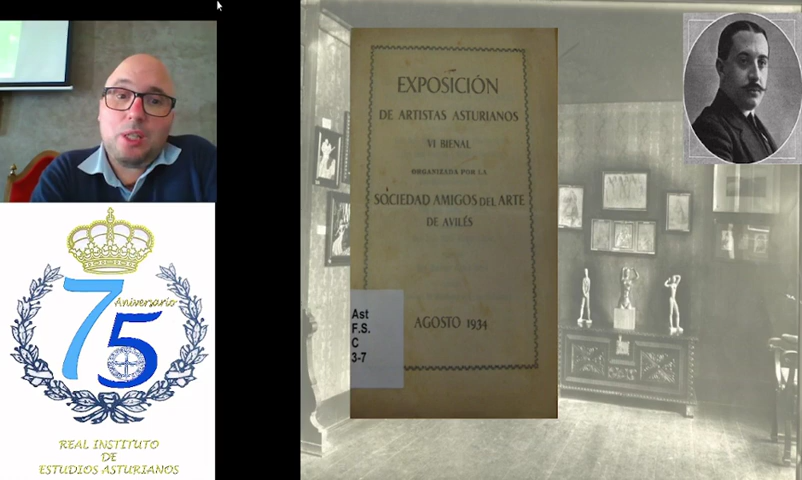 EXPOSICIÓN
DE ARTISTAS ASTURIANOS
VI BIENAL
ORGANIZADA POR LA
SOCIEDAD AMIGOS DEL ARTE
DE AVILÉS
AGOSTO 1934
Ast
F.S.
C
3-7
75
Aniversario
REAL INSTITUTO
DE
ESTUDIOS ASTURIANOS